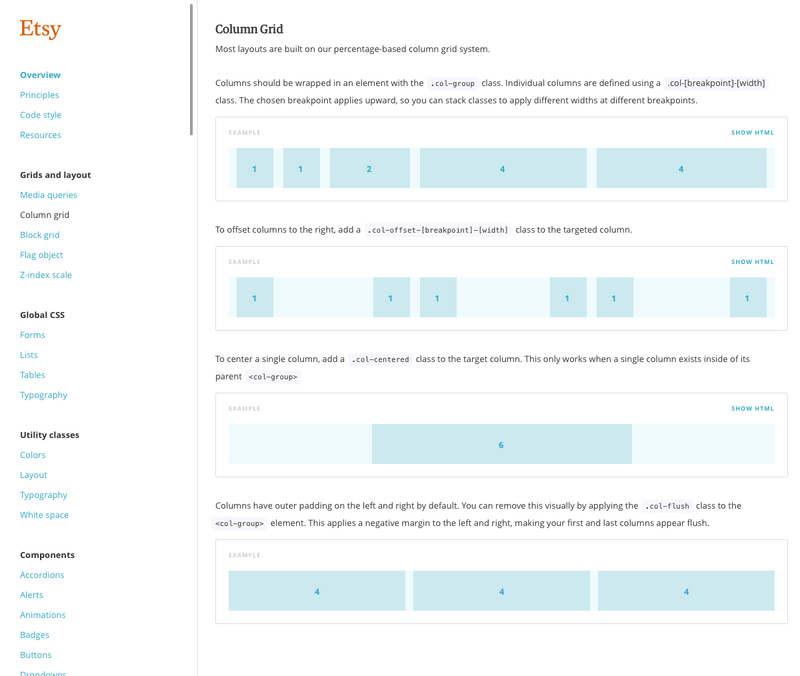 Etsy
Overview
Principles
Code style
Resources
Grids and layout
Media queries
Column grid
Block grid
Flag object
Z-index scale
Global CSS
Forms
Lists
Tables
Typography
Utility classes
Colors
Layout
Typography
White space
Components
Accordions
Alerts
Animations
Badges
Buttons
Dropdowns
Column Grid
Most layouts are built on our percentage-based column grid system.
Columns should be wrapped in an element with the .col-group class. Individual columns are defined using a .col-[breakpoint]-[width]
class. The chosen breakpoint applies upward, so you can stack classes to apply different widths at different breakpoints.
EXAMPLE SHOW HTML
1 1 2 4 4
To offset columns to the right, add a .col-offset-[breakpoint]-[width] class to the targeted column.
EXAMPLE SHOW HTML
1 1 1 1 1 1
To center a single column, add a .col-centered class to the target column. This only works when a single column exists inside of its
parent <col-group>
EXAMPLE SHOW HTML
6
Columns have outer padding on the left and right by default. You can remove this visually by applying the .col-flush class to the
<col-group> element. This applies a negative margin to the left and right, making your first and last columns appear flush.
EXAMPLE
4 4 4